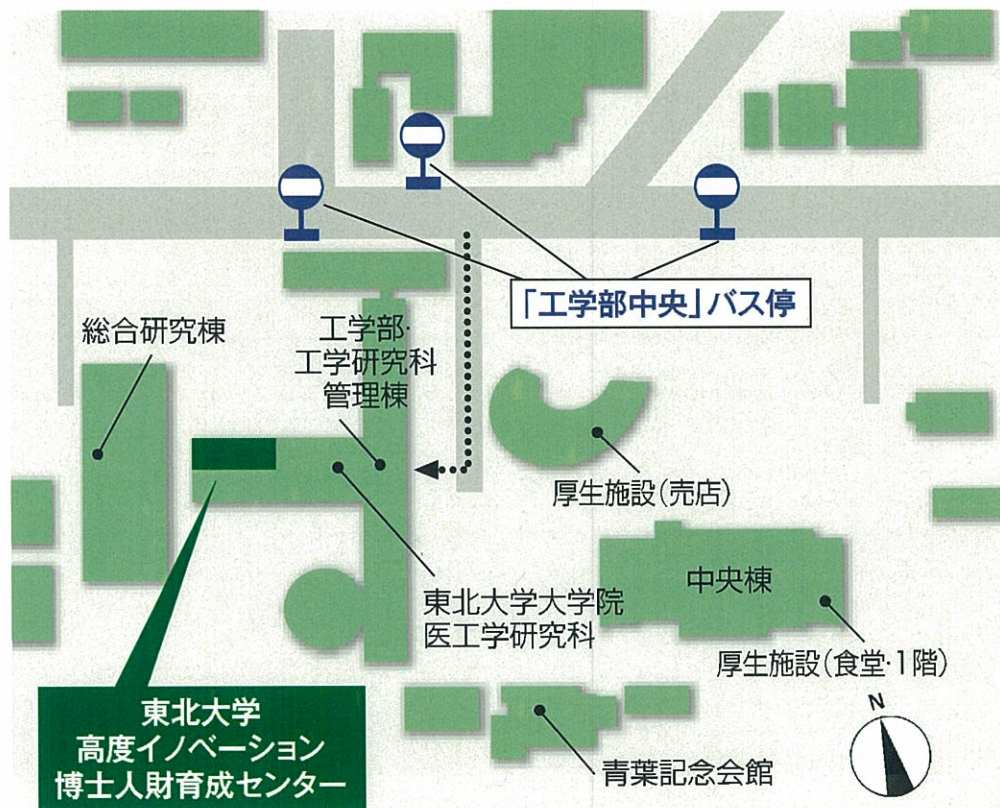 「工学部中央」バス停
総合研究棟
工学部・
工学研究科
管理棟
厚生施設（売店）
東北大学大学院
医工学研究科
中央棟
厚生施設（食堂・1階）
東北大学
高度イノベーション
博士人財育成センター
青葉記念会館
N